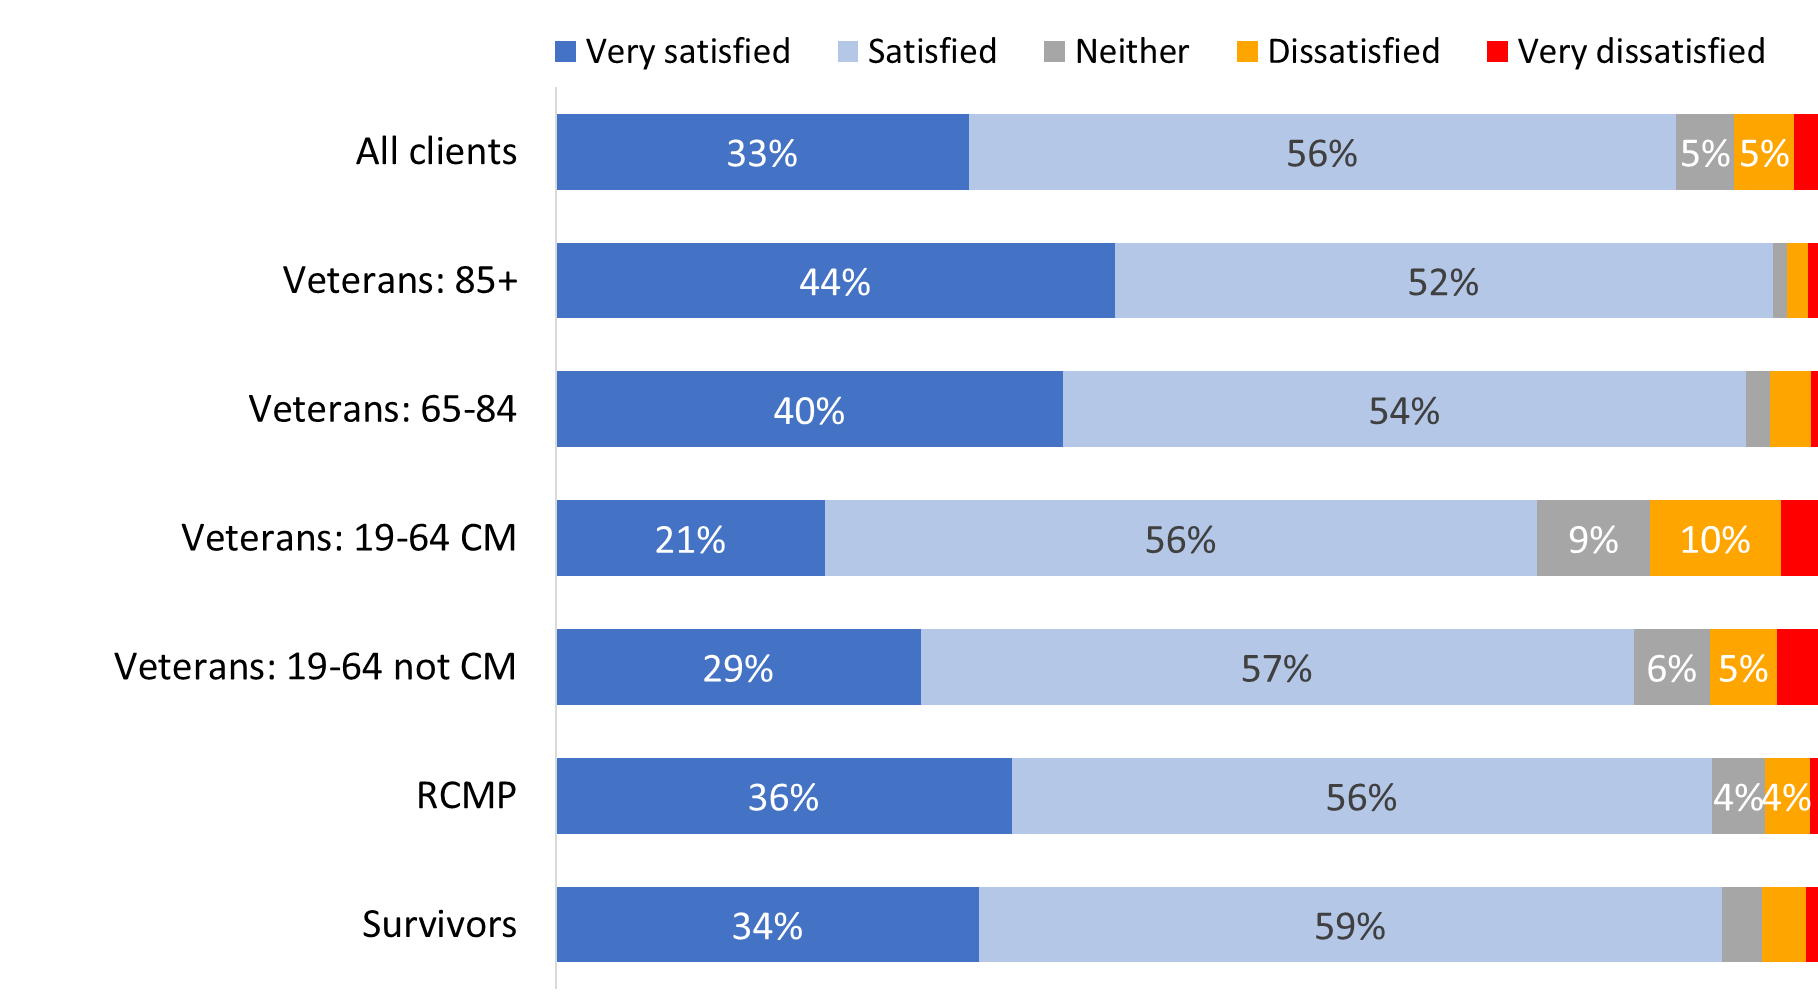 Very satisfied Satisfied Neither Dissatisfied Very dissatisfied
All clients 33% 56% 5% 5%
Veterans: 85+ 44% 52%
Veterans: 65-84 40% 54%
Veterans: 19-64 CM 21% 56% 9% 10%
Veterans: 19-64 not CM 29% 57% 6% 5%
RCMP 36% 56% 4% 4%
Survivors 34% 59%